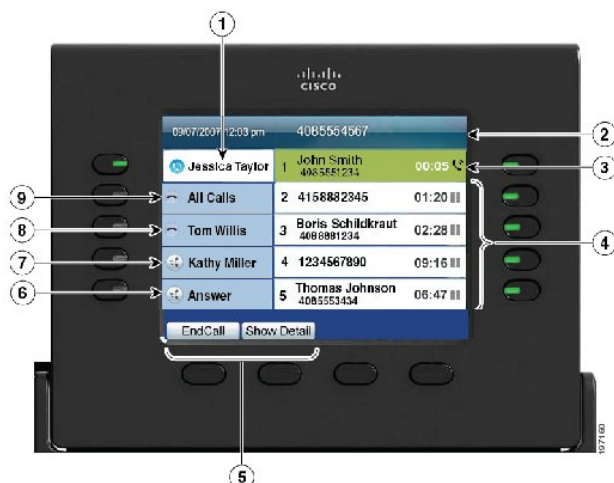 1
CISCO
09/07/2007 12:03 pm 4085554567
2
Jessica Taylor 1 John Smith 00:05
4085551234
3
9 All Calls 2 4158882345 01:20
8 Tom Willis 3 Boris Schildkraut 02:28
4088881234
4
7 Kathy Miller 4 1234567890 09:16
6 Answer 5 Thomas Johnson 06:47
4085553434
EndCall Show Detail
5
197160